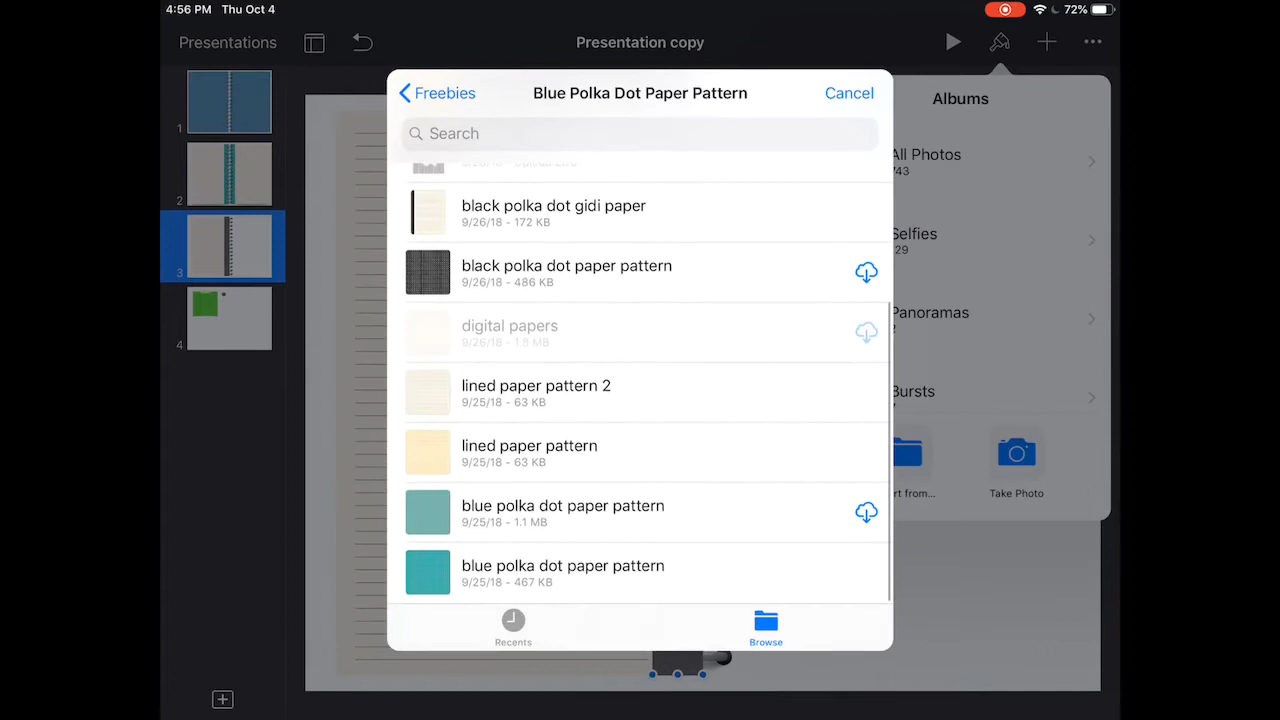 4:56 PM Thu Oct 4
72%
Presentations
Presentation copy
Freebies
Blue Polka Dot Paper Pattern
Cancel
Search
black polka dot gidi paper
9/26/18 - 172 KB
black polka dot paper pattern
9/26/18 - 486 KB
digital papers
9/26/18 - 1.8 MB
lined paper pattern 2
9/25/18 - 63 KB
lined paper pattern
9/25/18 - 63 KB
blue polka dot paper pattern
9/25/18 - 1.1 MB
blue polka dot paper pattern
9/25/18 - 467 KB
Recents
Browse
Albums
All Photos
743
Selfies
29
Panoramas
2
Bursts
rt from...
Take Photo
1
2
3
4